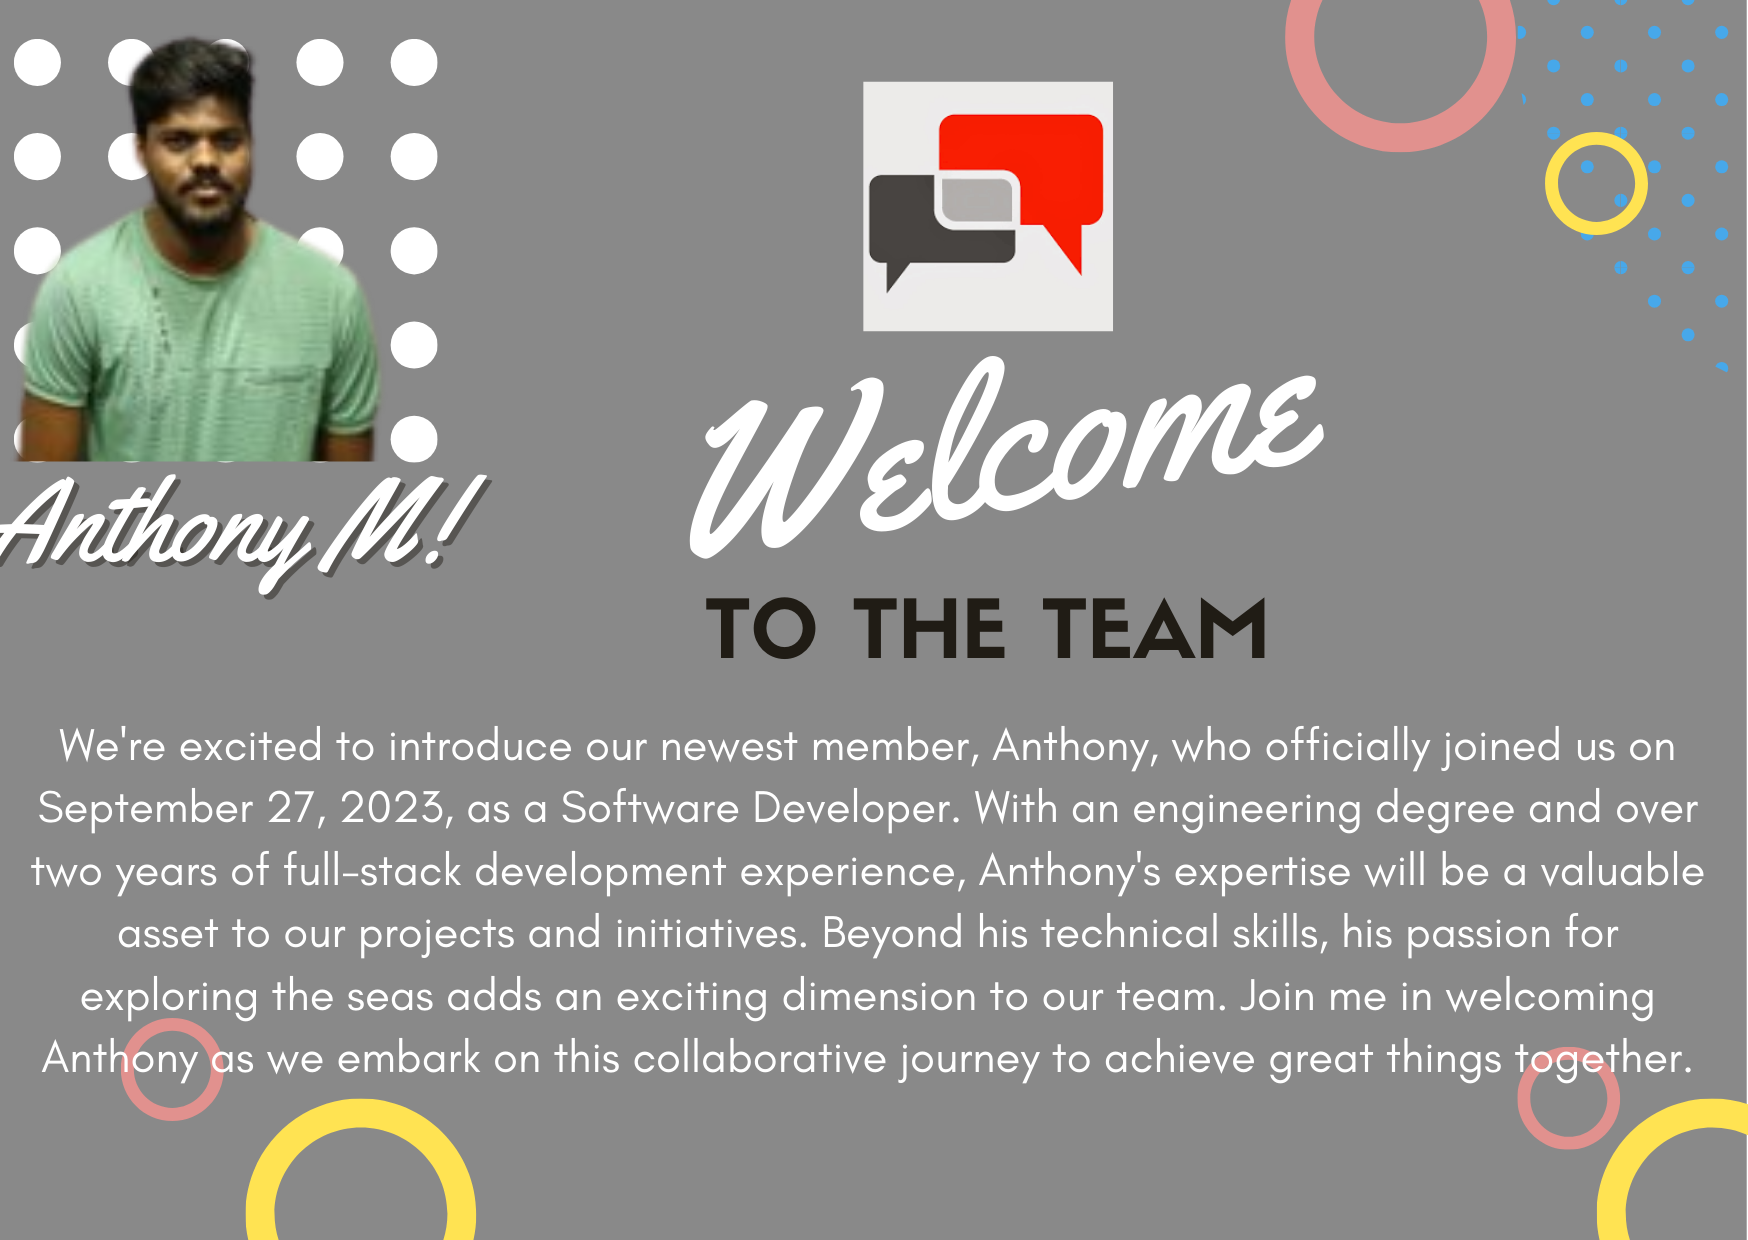 Anthony M!
Welcome
TO THE TEAM
We're excited to introduce our newest member, Anthony, who officially joined us on
September 27, 2023, as a Software Developer. With an engineering degree and over
two years of full-stack development experience, Anthony's expertise will be a valuable
asset to our projects and initiatives. Beyond his technical skills, his passion for
exploring the seas adds an exciting dimension to our team. Join me in welcoming
Anthony as we embark on this collaborative journey to achieve great things together.